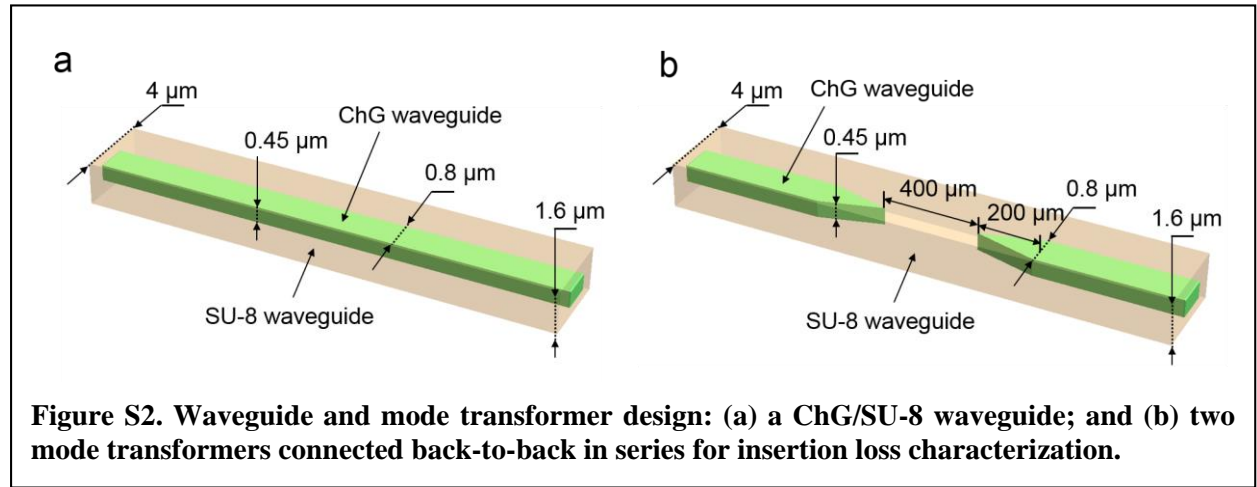 a
4 μm
ChG waveguide
0.45 μm
0.8 μm
1.6 μm
SU-8 waveguide
b
4 μm
ChG waveguide
0.45 μm
400 μm
200 μm
0.8 μm
1.6 μm
SU-8 waveguide
Figure S2. Waveguide and mode transformer design: (a) a ChG/SU-8 waveguide; and (b) two
mode transformers connected back-to-back in series for insertion loss characterization.